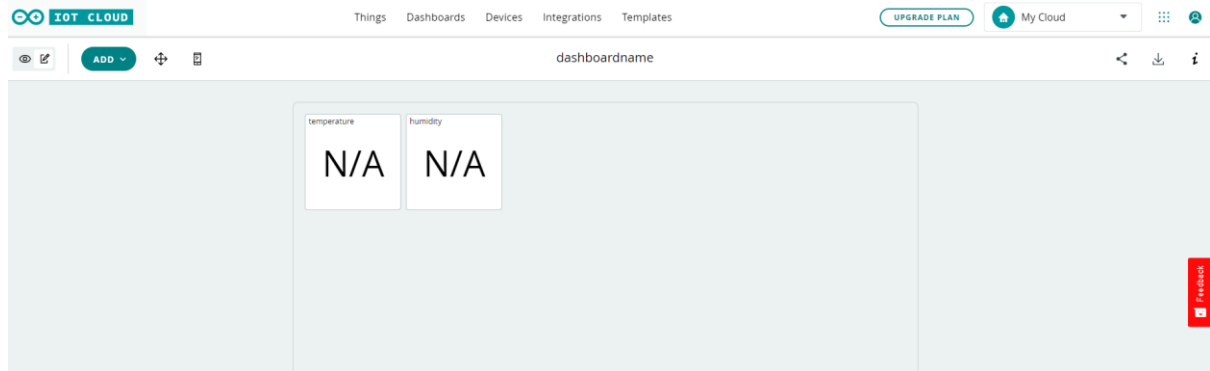 IOT CLOUD Things Dashboards Devices Integrations Templates UPGRADE PLAN My Cloud
ADD dashboardname i
temperature humidity
N/A N/A
Feedback